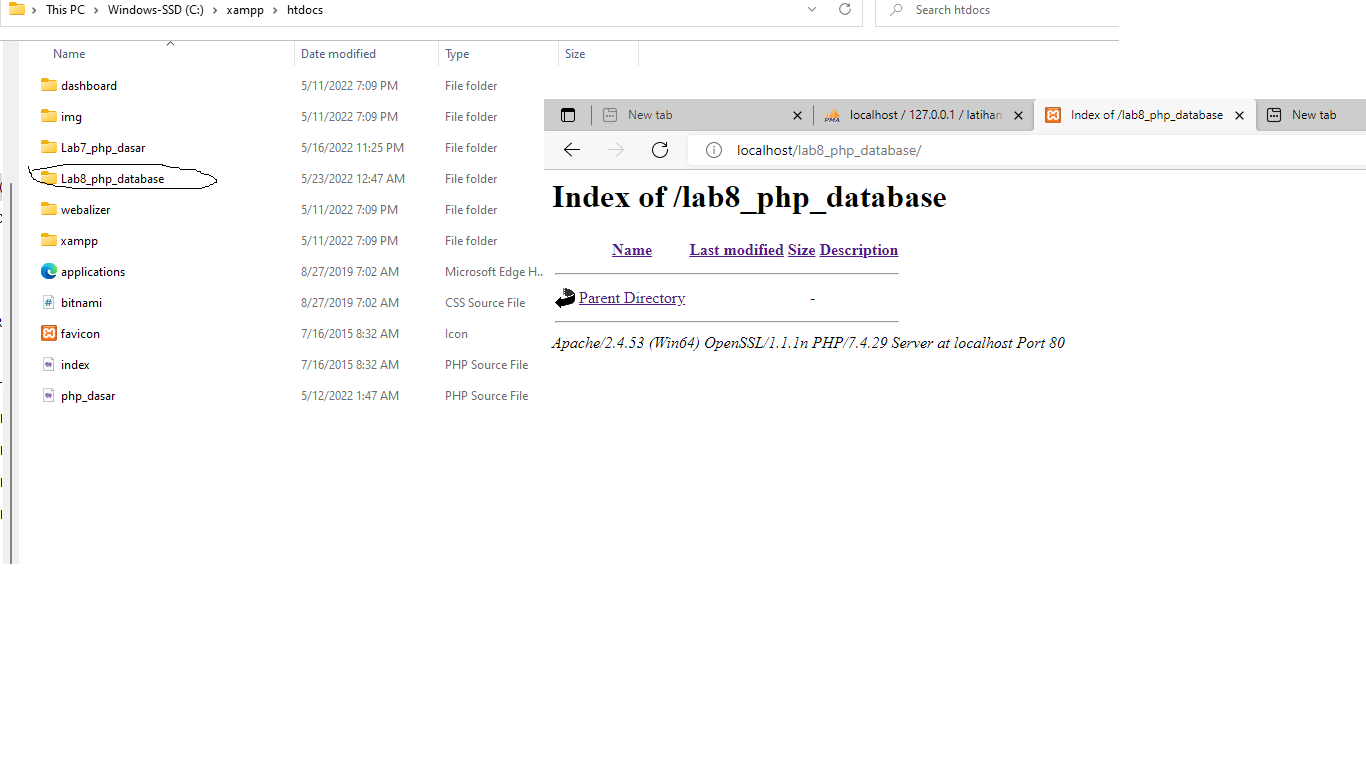 This PC > Windows-SSD (C:) > xampp > htdocs
Search htdocs
Name Date modified Type Size
dashboard 5/11/2022 7:09 PM File folder
img 5/11/2022 7:09 PM File folder
Lab7_php_dasar 5/16/2022 11:25 PM File folder
Lab8_php_database 5/23/2022 12:47 AM File folder
webalizer 5/11/2022 7:09 PM File folder
xampp 5/11/2022 7:09 PM File folder
applications 8/27/2019 7:02 AM Microsoft Edge H...
bitnami 8/27/2019 7:02 AM CSS Source File
favicon 7/16/2015 8:32 AM Icon
index 7/16/2015 8:32 AM PHP Source File
php_dasar 5/12/2022 1:47 AM PHP Source File
New tab
PMA
localhost / 127.0.0.1 / latihan
Index of /lab8_php_database
New tab
localhost/lab8_php_database/
Index of /lab8_php_database
Name Last modified Size Description
Parent Directory -
Apache/2.4.53 (Win64) OpenSSL/1.1.1n PHP/7.4.29 Server at localhost Port 80